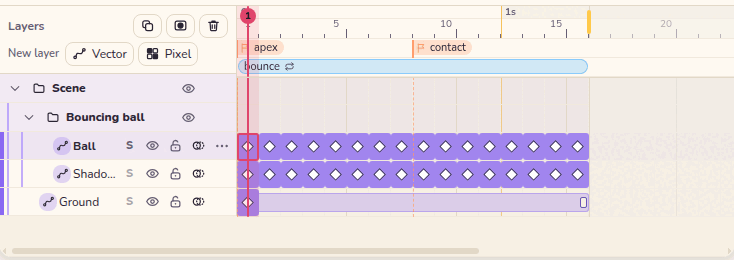 Layers
New layer
Vector
Pixel
1
1s
5
10
15
20
apex
contact
bounce
Scene
Bouncing ball
Ball S
Shado... S
Ground S